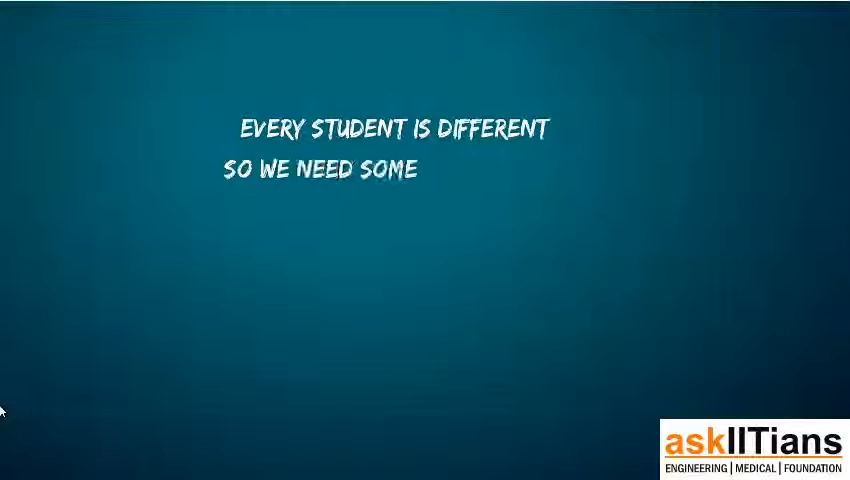 EVERY STUDENT IS DIFFERENT
SO WE NEED SOME
askIITians
ENGINEERING | MEDICAL | FOUNDATION